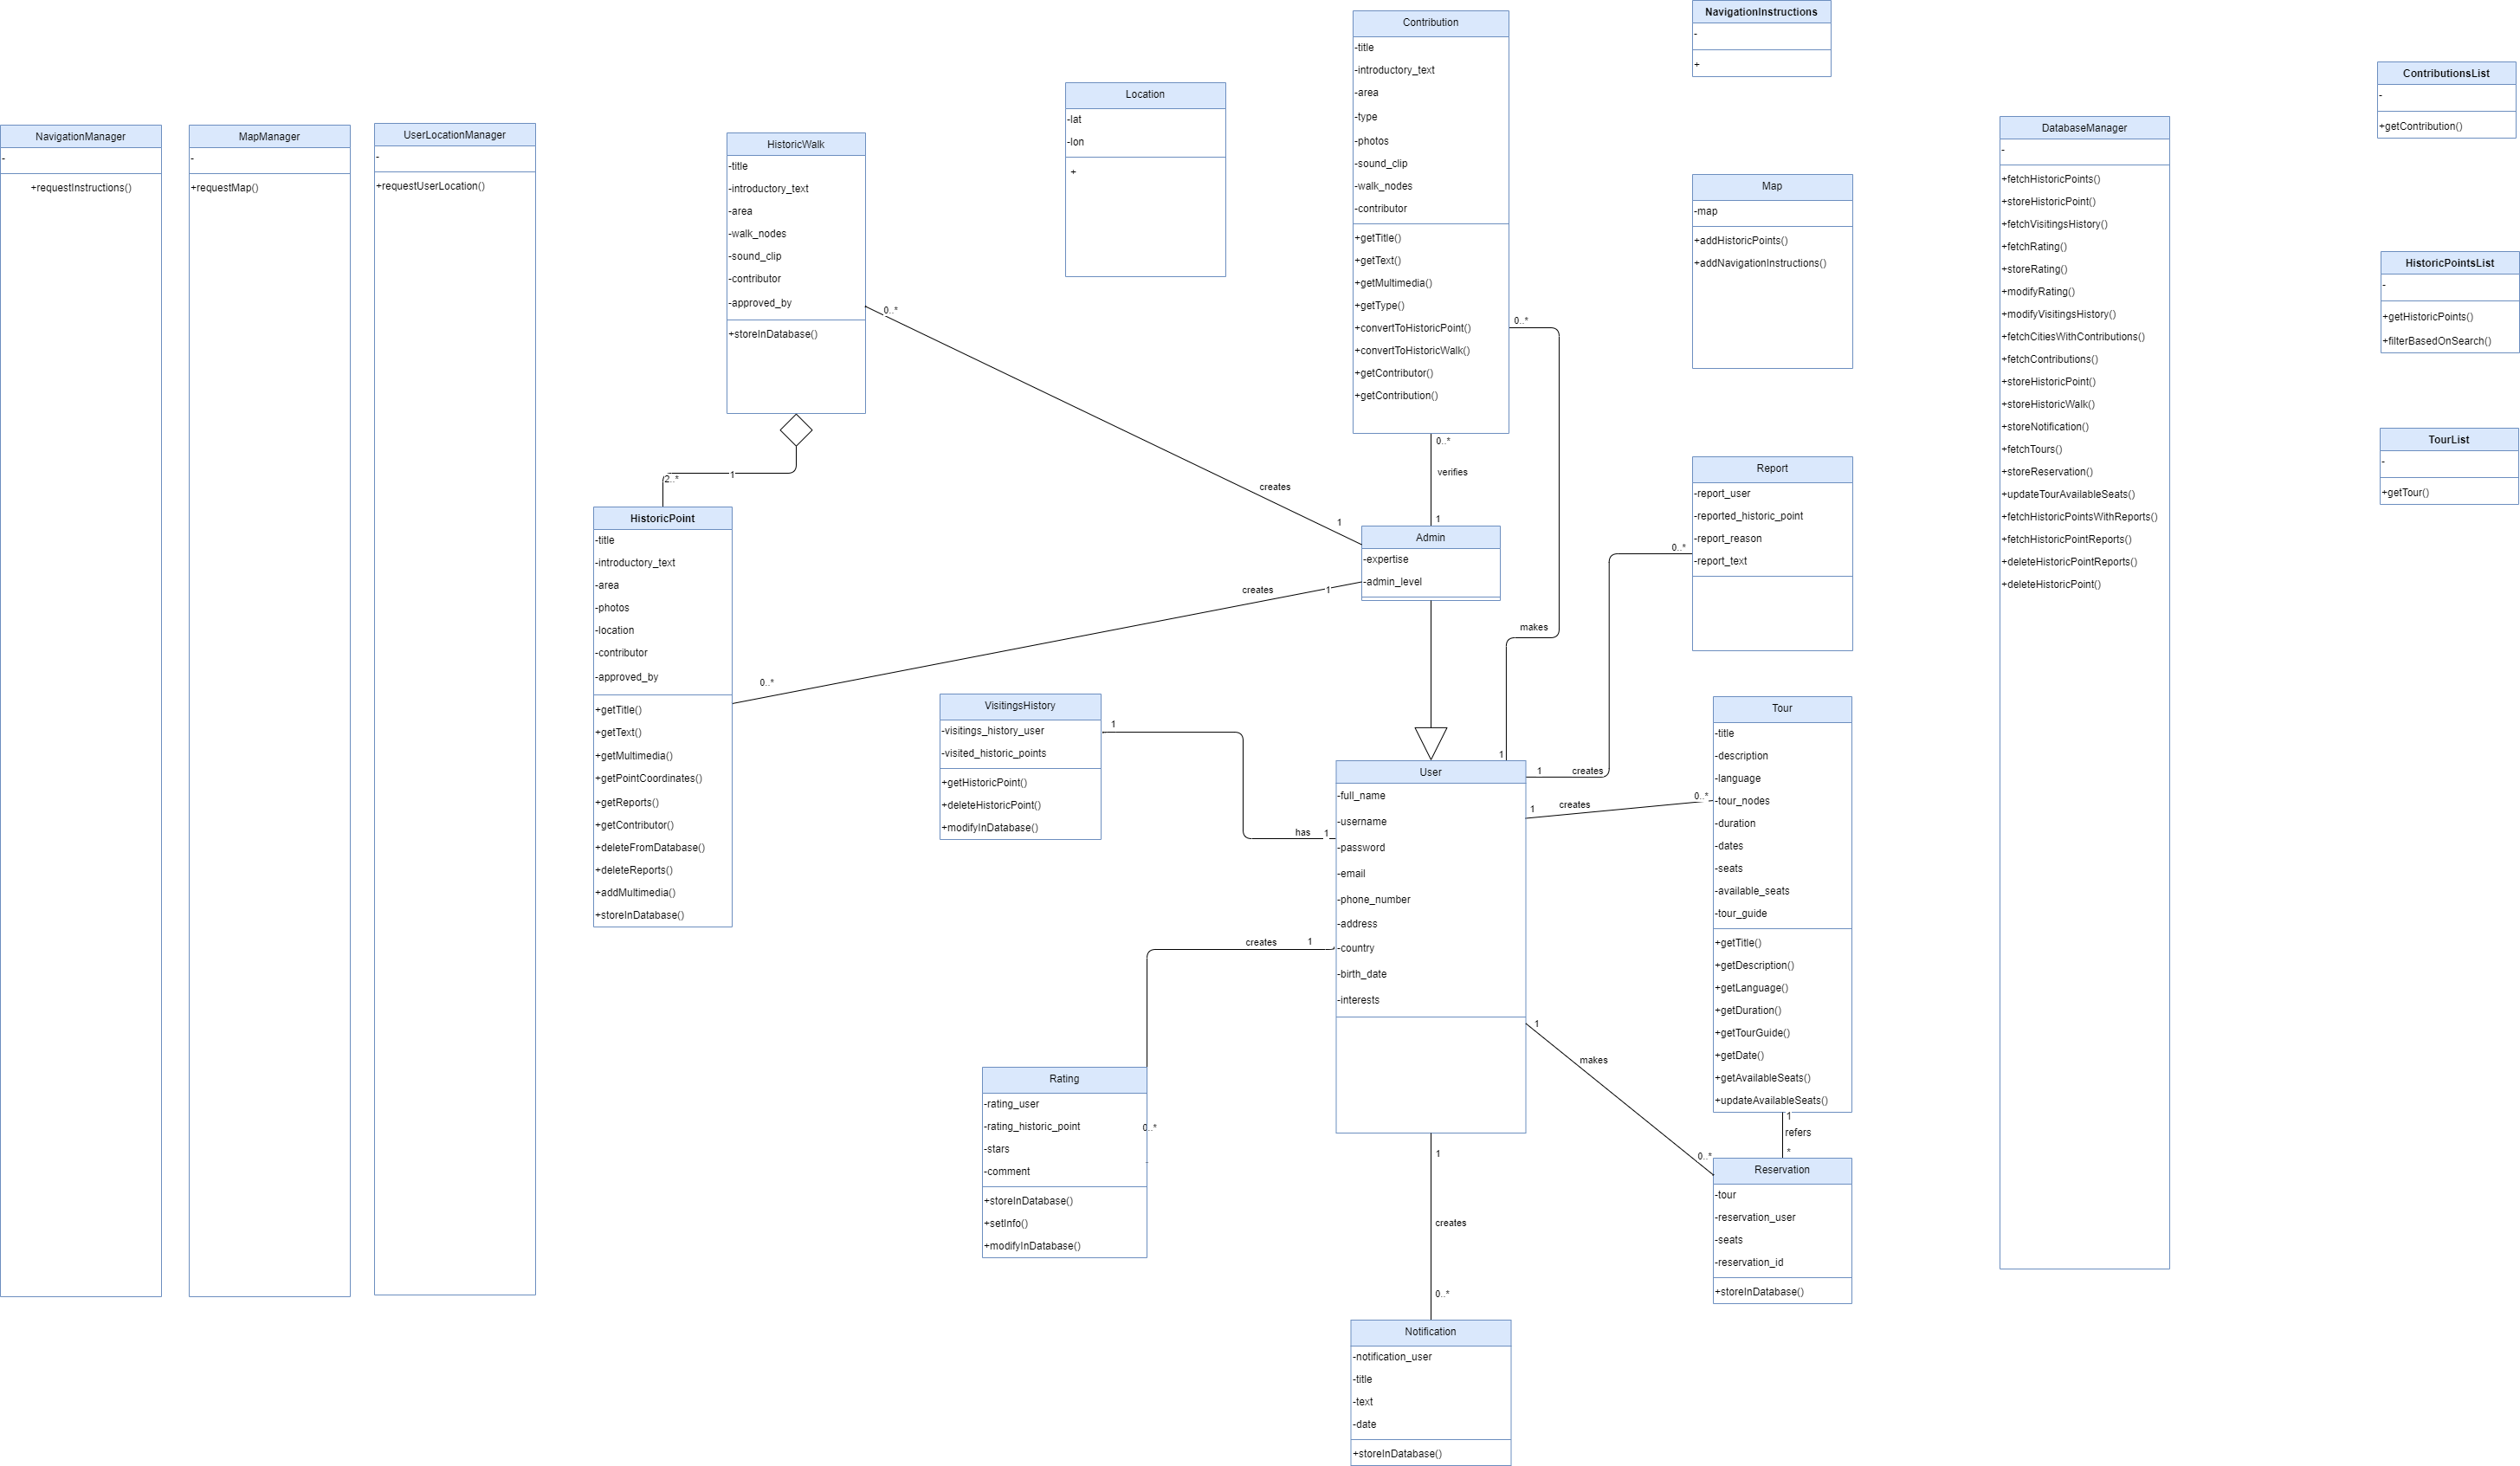 NavigationManager
-
+requestInstructions()
MapManager
-
+requestMap()
UserLocationManager
-
+requestUserLocation()
HistoricWalk
-title
-introductory_text
-area
-walk_nodes
-sound_clip
-contributor
-approved_by
+storeInDatabase()
0..*
creates
1
1
2..*
HistoricPoint
-title
-introductory_text
-area
-photos
-location
-contributor
-approved_by
+getTitle()
+getText()
+getMultimedia()
+getPointCoordinates()
+getReports()
+getContributor()
+deleteFromDatabase()
+deleteReports()
+addMultimedia()
+storeInDatabase()
0..*
creates
1
Location
-lat
-lon
+
Contribution
-title
-introductory_text
-area
-type
-photos
-sound_clip
-walk_nodes
-contributor
+getTitle()
+getText()
+getMultimedia()
+getType()
+convertToHistoricPoint()
+convertToHistoricWalk()
+getContributor()
+getContribution()
0..*
0..*
verifies
1
Admin
-expertise
-admin_level
makes
1
VisitingsHistory
-visitings_history_user
-visited_historic_points
+getHistoricPoint()
+deleteHistoricPoint()
+modifyInDatabase()
1
has
1
User
-full_name
-username
-password
-email
-phone_number
-address
-country
-birth_date
-interests
1
creates
0..*
1
creates
0..*
creates
1
Rating
-rating_user
-rating_historic_point
-stars
-comment
+storeInDatabase()
+setInfo()
+modifyInDatabase()
0..*
1
makes
0..*
1
creates
0..*
Notification
-notification_user
-title
-text
-date
+storeInDatabase()
NavigationInstructions
-
+
Map
-map
+addHistoricPoints()
+addNavigationInstructions()
Report
-report_user
-reported_historic_point
-report_reason
-report_text
Tour
-title
-description
-language
-tour_nodes
-duration
-dates
-seats
-available_seats
-tour_guide
+getTitle()
+getDescription()
+getLanguage()
+getDuration()
+getTourGuide()
+getDate()
+getAvailableSeats()
+updateAvailableSeats()
1
refers
*
Reservation
-tour
-reservation_user
-seats
-reservation_id
+storeInDatabase()
DatabaseManager
-
+fetchHistoricPoints()
+storeHistoricPoint()
+fetchVisitingsHistory()
+fetchRating()
+storeRating()
+modifyRating()
+modifyVisitingsHistory()
+fetchCitiesWithContributions()
+fetchContributions()
+storeHistoricPoint()
+storeHistoricWalk()
+storeNotification()
+fetchTours()
+storeReservation()
+updateTourAvailableSeats()
+fetchHistoricPointsWithReports()
+fetchHistoricPointReports()
+deleteHistoricPointReports()
+deleteHistoricPoint()
ContributionsList
-
+getContribution()
HistoricPointsList
-
+getHistoricPoints()
+filterBasedOnSearch()
TourList
-
+getTour()